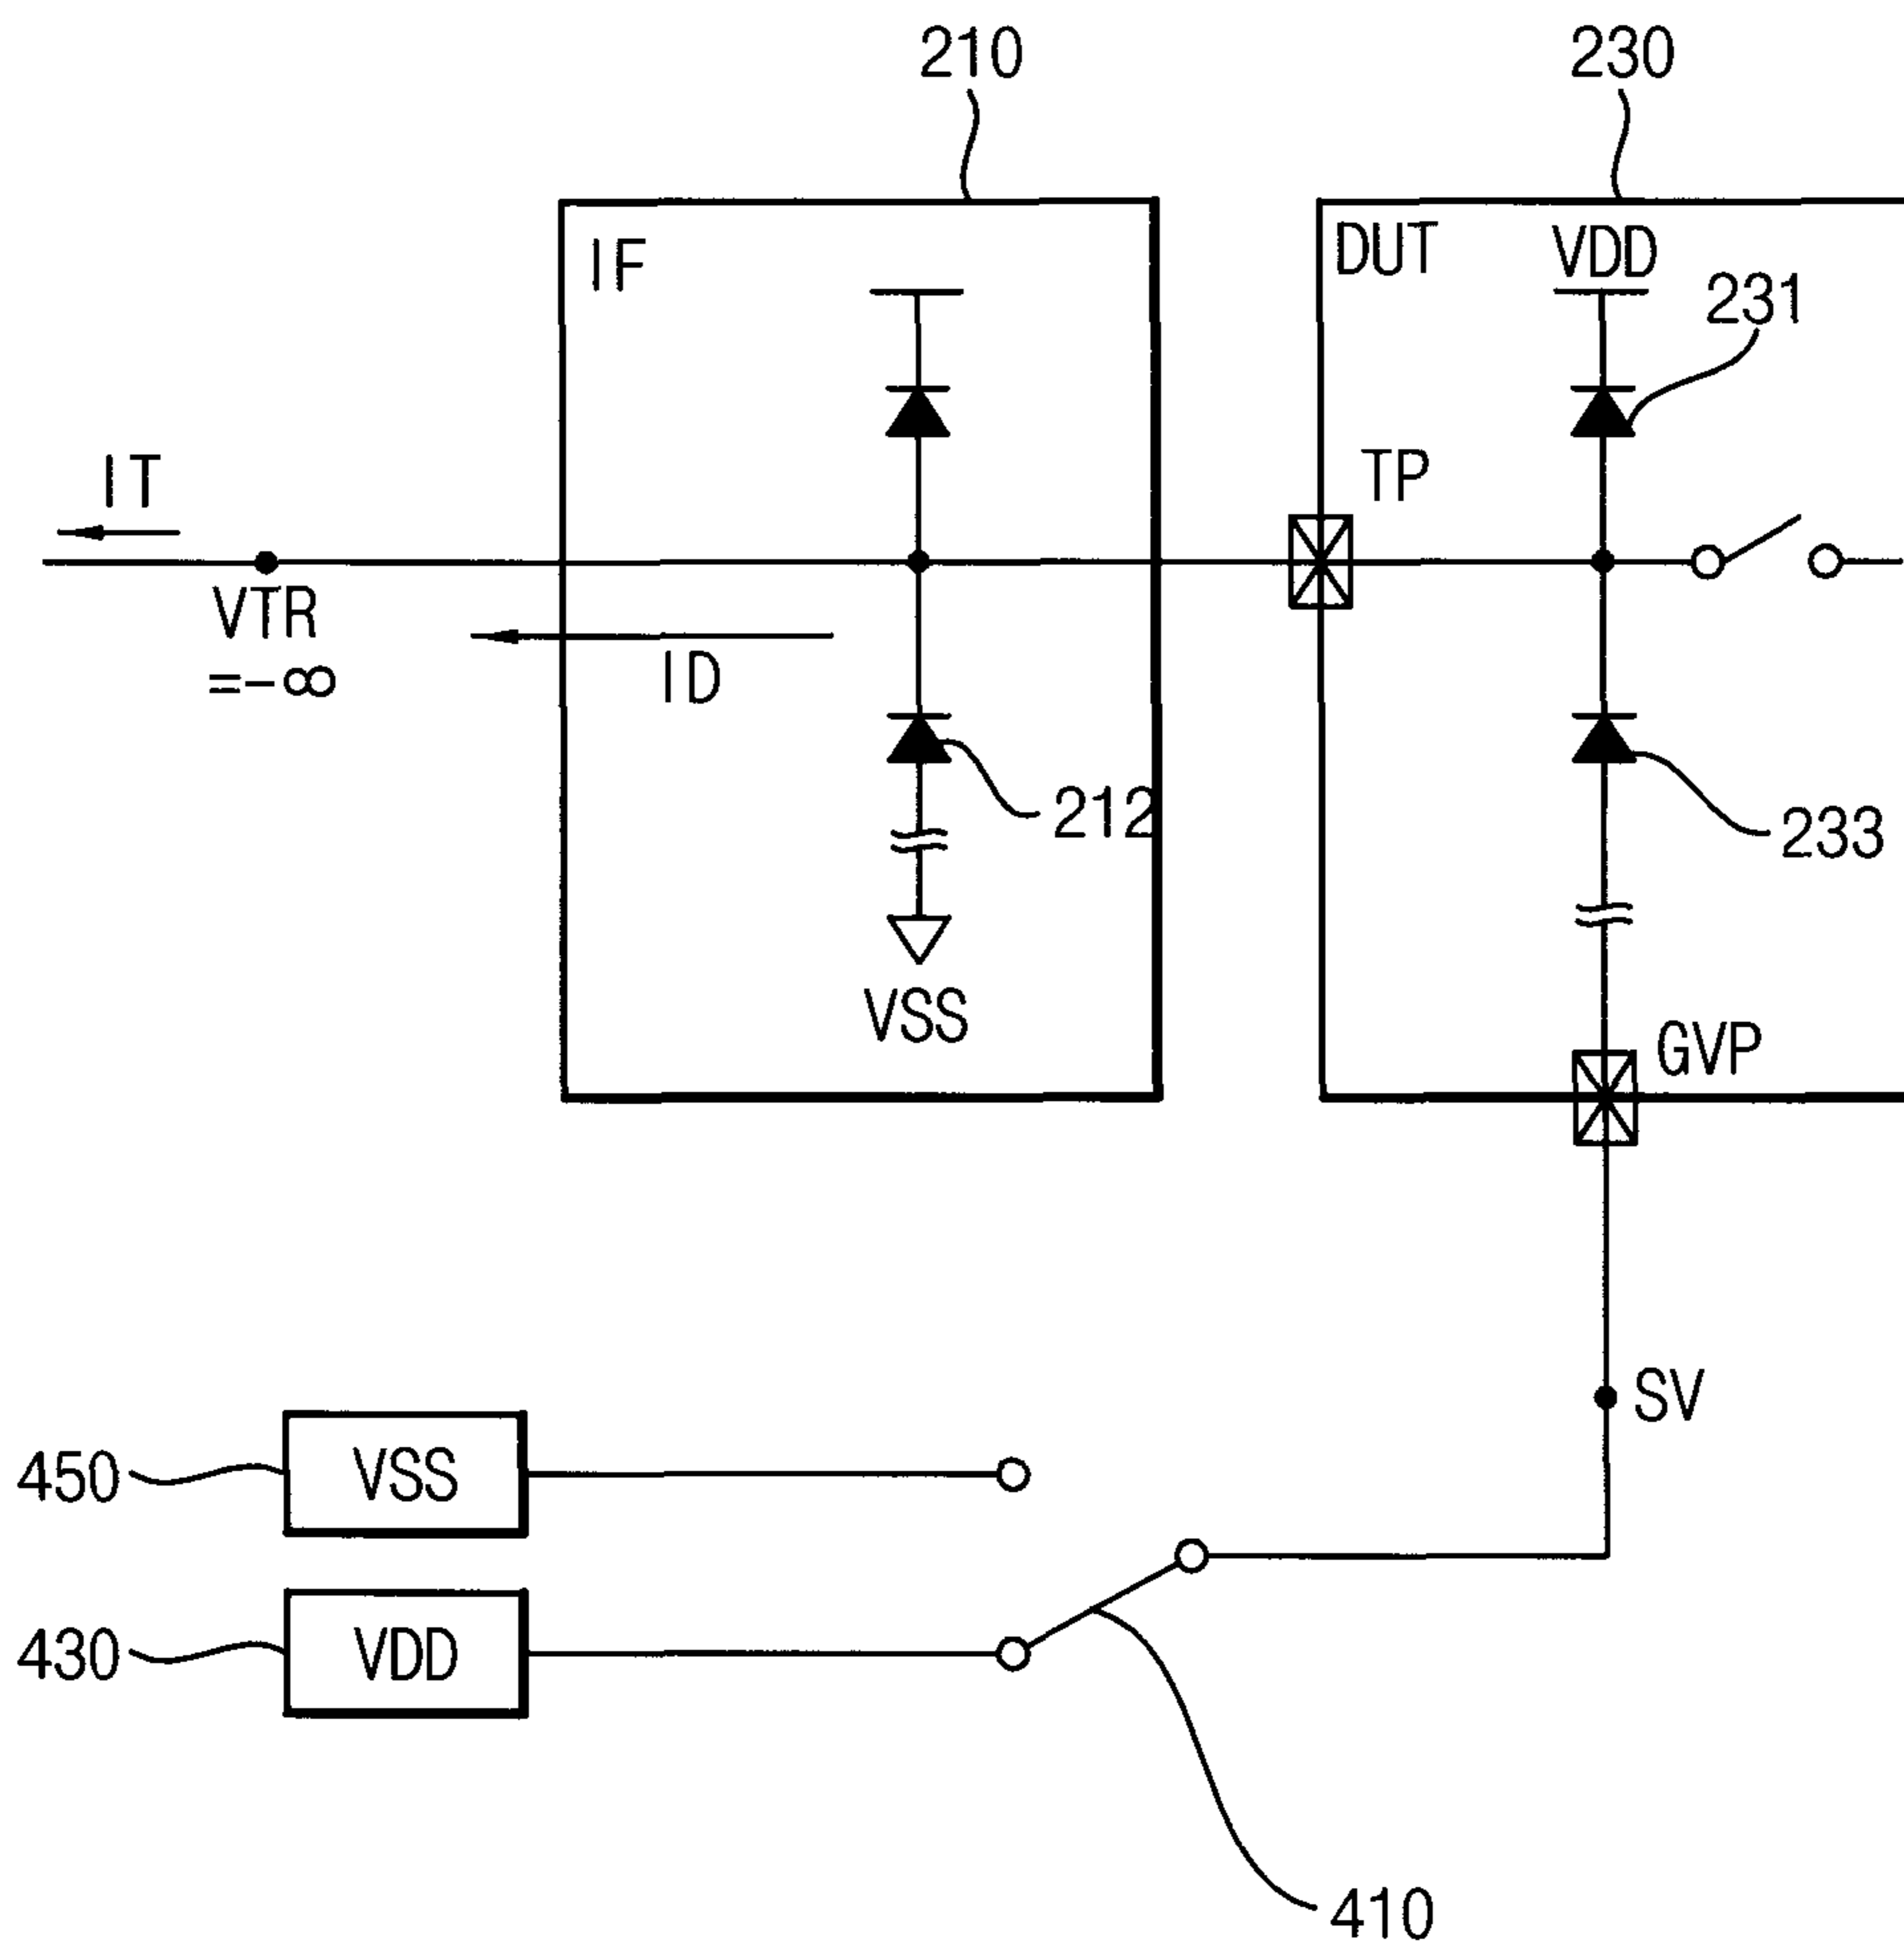 210
230
IF
DUT
VDD
231
IT
TP
VTR
=-∞
ID
212
233
VSS
GVP
SV
450
VSS
430
VDD
410